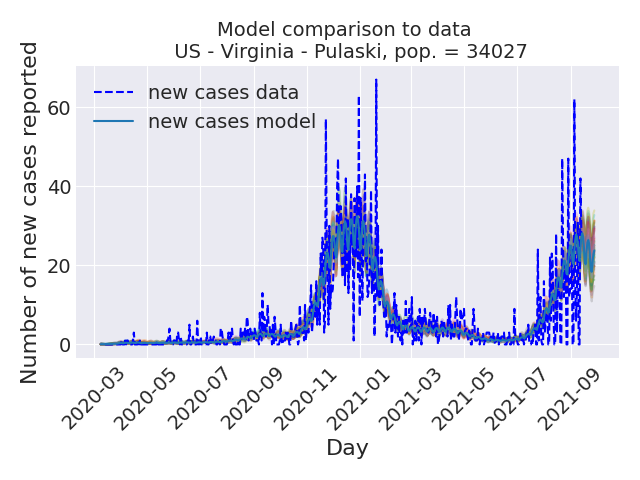 Model comparison to data
US - Virginia - Pulaski, pop. = 34027
Number of new cases reported
60
40
20
0
new cases data
new cases model
2020-03
2020-05
2020-07
2020-09
2020-11
2021-01
2021-03
2021-05
2021-07
2021-09
Day